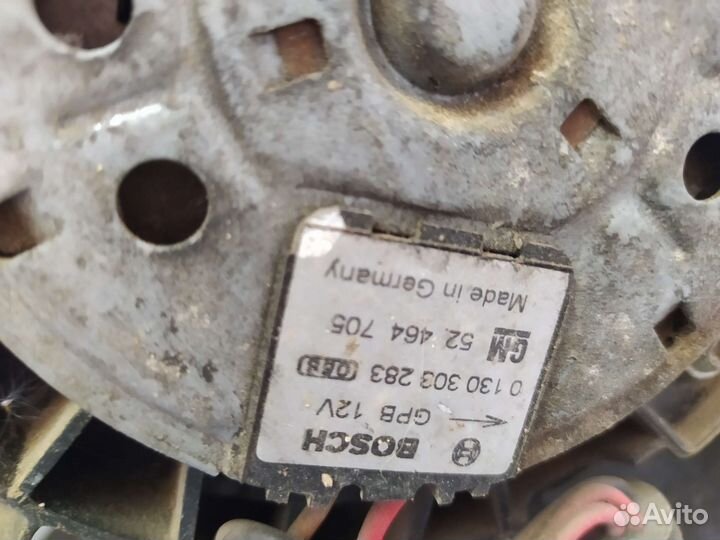 BOSCH
GPB 12V
0 130 303 283
GM 52 464 705
Made in Germany
Avito